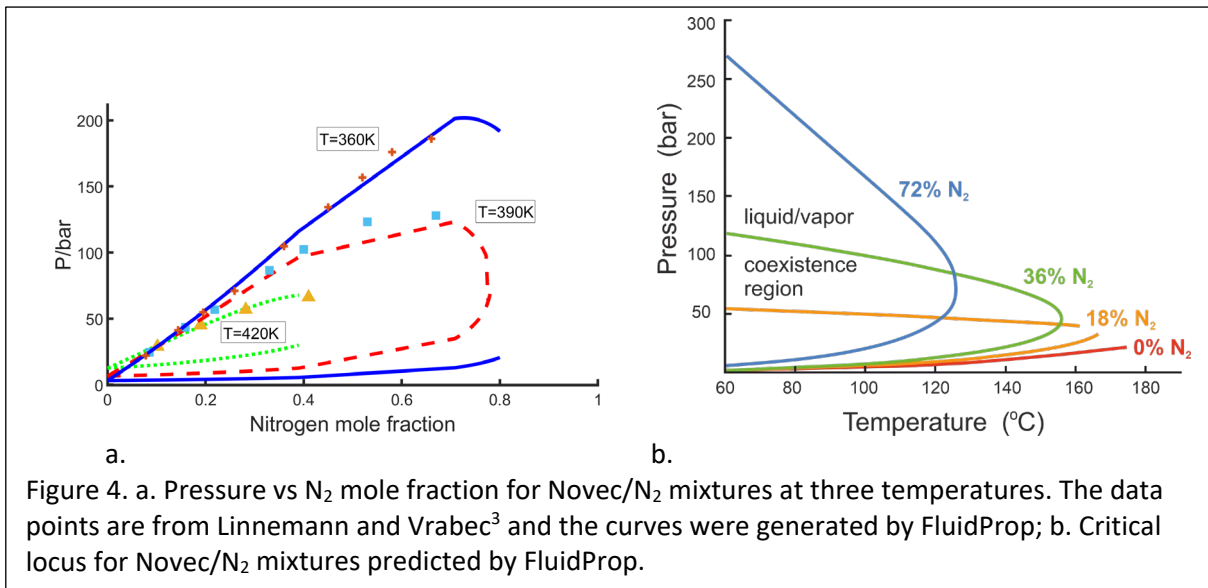 P/bar
200
150
100
50
0
0
0.2
0.4
0.6
0.8
1
Nitrogen mole fraction
T=360K
T=390K
T=420K
a.
Pressure (bar)
300
250
200
150
100
50
60
80
100
120
140
160
180
Temperature (°C)
liquid/vapor
coexistence
region
72% N₂
36% N₂
18% N₂
0% N₂
b.
Figure 4. a. Pressure vs N₂ mole fraction for Novec/N₂ mixtures at three temperatures. The data
points are from Linnemann and Vrabec³ and the curves were generated by FluidProp; b. Critical
locus for Novec/N₂ mixtures predicted by FluidProp.